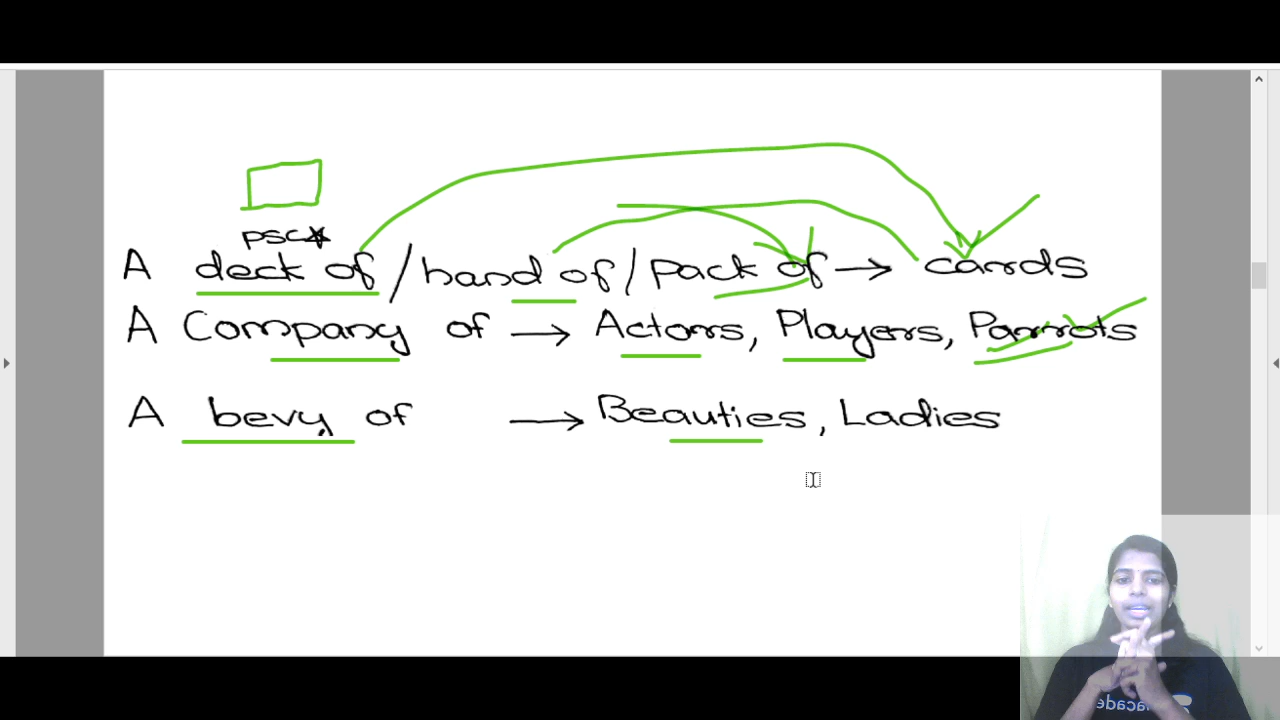 PSC*
A deck of/hand of/pack of → cards
A Company of → Actors, Players, Parrots
A bevy of → Beauties, Ladies